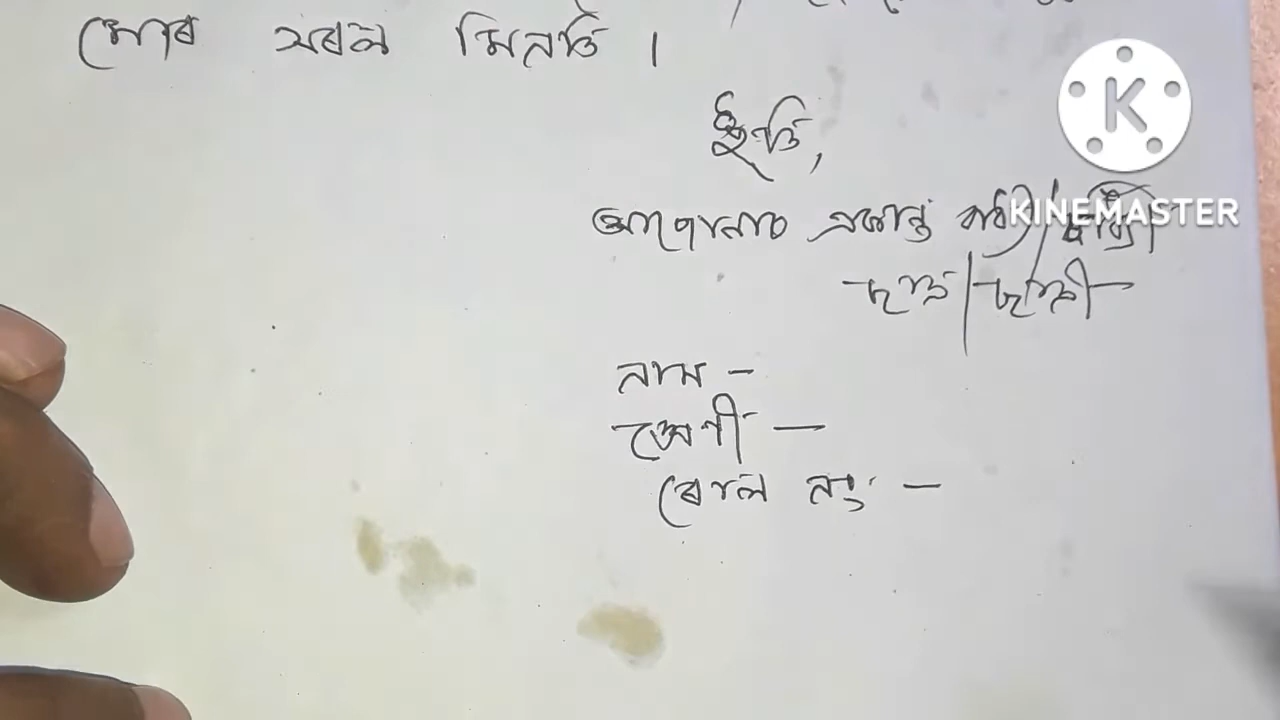 মোৰ সৰল মিনতি ।
ইতি,
আপোনাৰ একান্ত বাধ্য /
ছাত্ৰ / ছাত্ৰী
নাম -
শ্ৰেণী -
ৰোল নং -
KINEMASTER